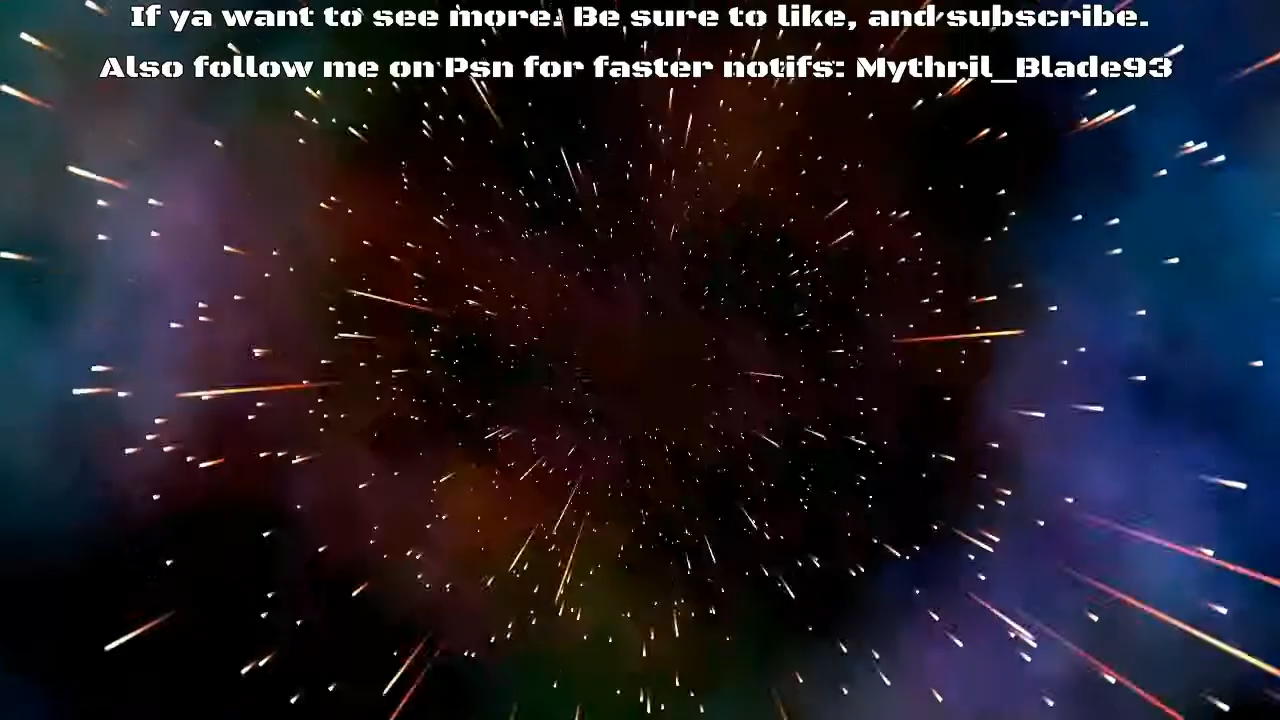 If ya want to see more. Be sure to like, and subscribe.
Also follow me on Psn for faster notifs: Mythril_Blade93